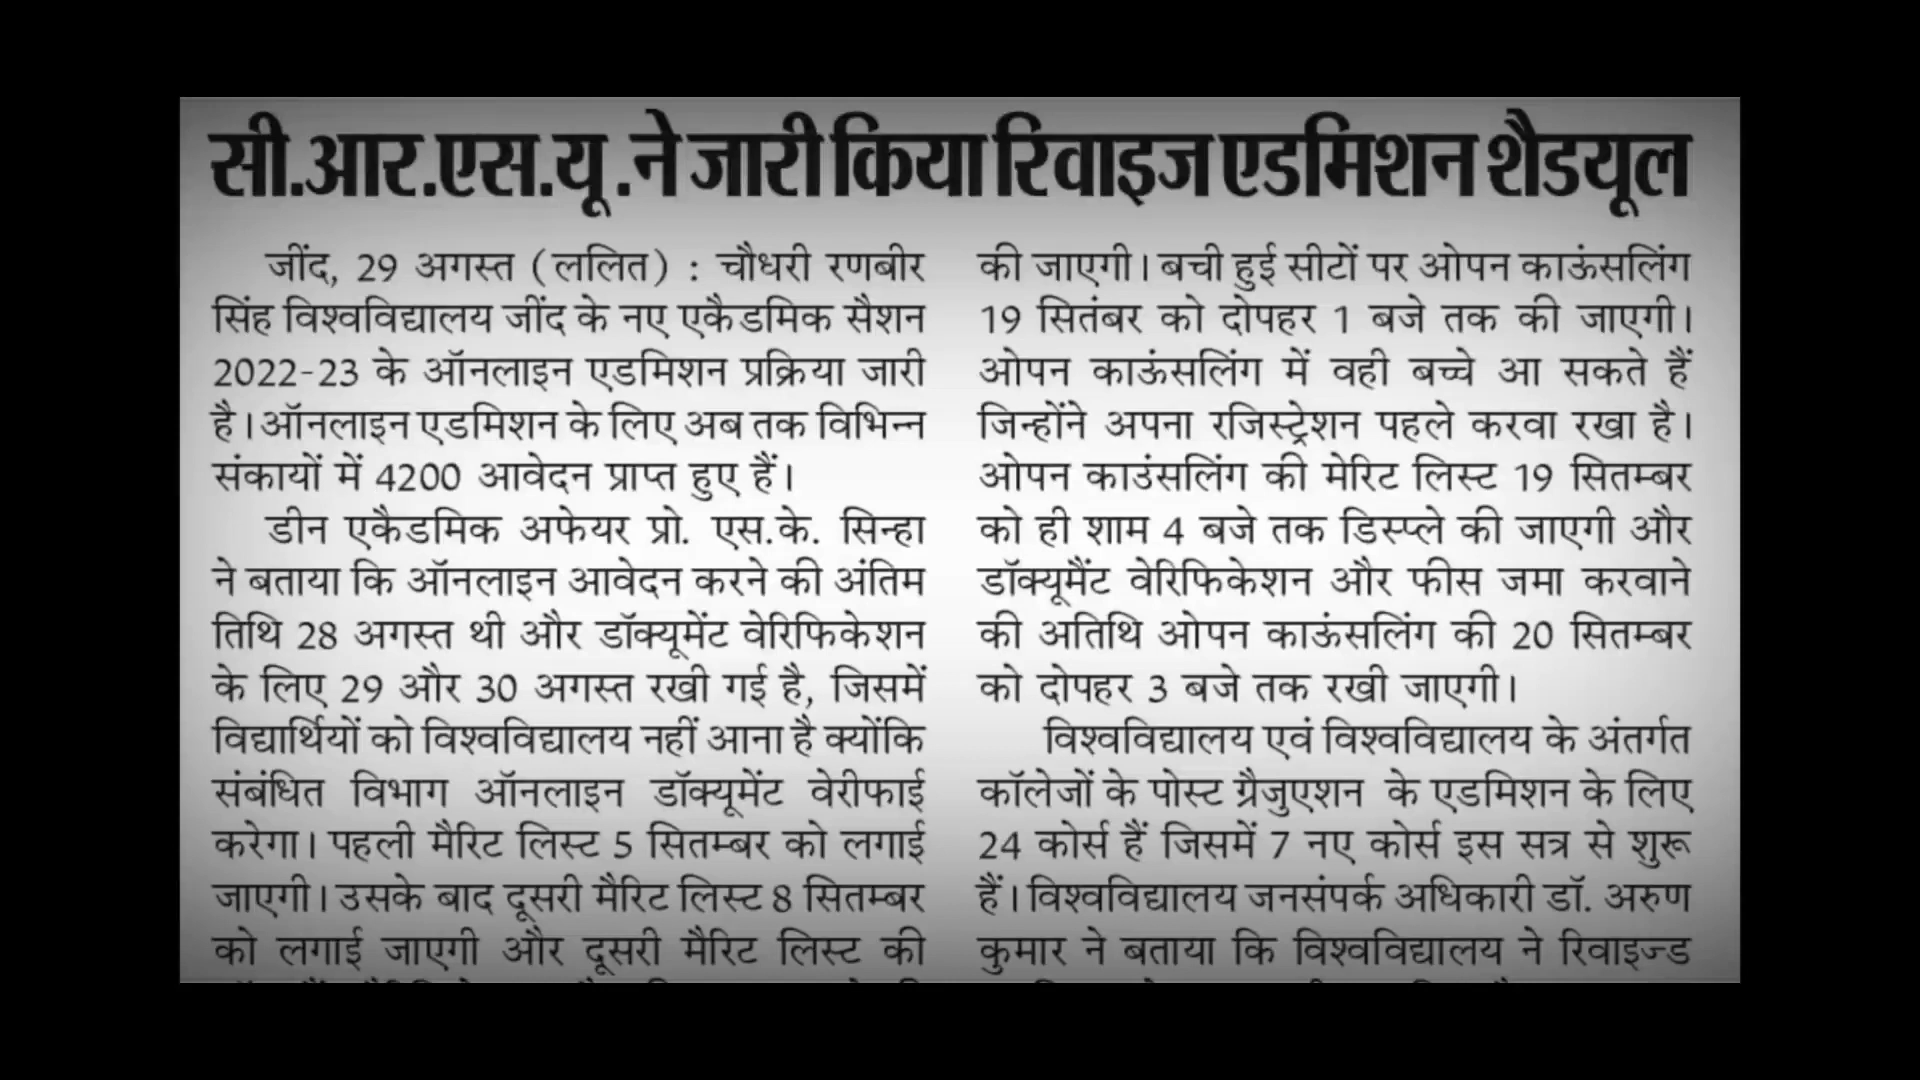 सी.आर.एस.यू .ने जारी किया रिवाइज एडमिशन शैडयूल
जींद, 29 अगस्त (ललित) : चौधरी रणबीर
सिंह विश्वविद्यालय जींद के नए एकैडमिक सैशन
2022-23 के ऑनलाइन एडमिशन प्रक्रिया जारी
है। ऑनलाइन एडमिशन के लिए अब तक विभिन्न
संकायों में 4200 आवेदन प्राप्त हुए हैं।
डीन एकैडमिक अफेयर प्रो. एस.के. सिन्हा
ने बताया कि ऑनलाइन आवेदन करने की अंतिम
तिथि 28 अगस्त थी और डॉक्यूमेंट वेरिफिकेशन
के लिए 29 और 30 अगस्त रखी गई है, जिसमें
विद्यार्थियों को विश्वविद्यालय नहीं आना है क्योंकि
संबंधित विभाग ऑनलाइन डॉक्यूमेंट वेरीफाई
करेगा। पहली मैरिट लिस्ट 5 सितम्बर को लगाई
जाएगी। उसके बाद दूसरी मैरिट लिस्ट 8 सितम्बर
को लगाई जाएगी और दूसरी मैरिट लिस्ट की
की जाएगी। बची हुई सीटों पर ओपन काऊंसलिंग
19 सितंबर को दोपहर 1 बजे तक की जाएगी।
ओपन काऊंसलिंग में वही बच्चे आ सकते हैं
जिन्होंने अपना रजिस्ट्रेशन पहले करवा रखा है।
ओपन काउंसलिंग की मेरिट लिस्ट 19 सितम्बर
को ही शाम 4 बजे तक डिस्प्ले की जाएगी और
डॉक्यूमैंट वेरिफिकेशन और फीस जमा करवाने
की अतिथि ओपन काऊंसलिंग की 20 सितम्बर
को दोपहर 3 बजे तक रखी जाएगी।
विश्वविद्यालय एवं विश्वविद्यालय के अंतर्गत
कॉलेजों के पोस्ट ग्रैजुएशन के एडमिशन के लिए
24 कोर्स हैं जिसमें 7 नए कोर्स इस सत्र से शुरू
हैं। विश्वविद्यालय जनसंपर्क अधिकारी डॉ. अरुण
कुमार ने बताया कि विश्वविद्यालय ने रिवाइज्ड